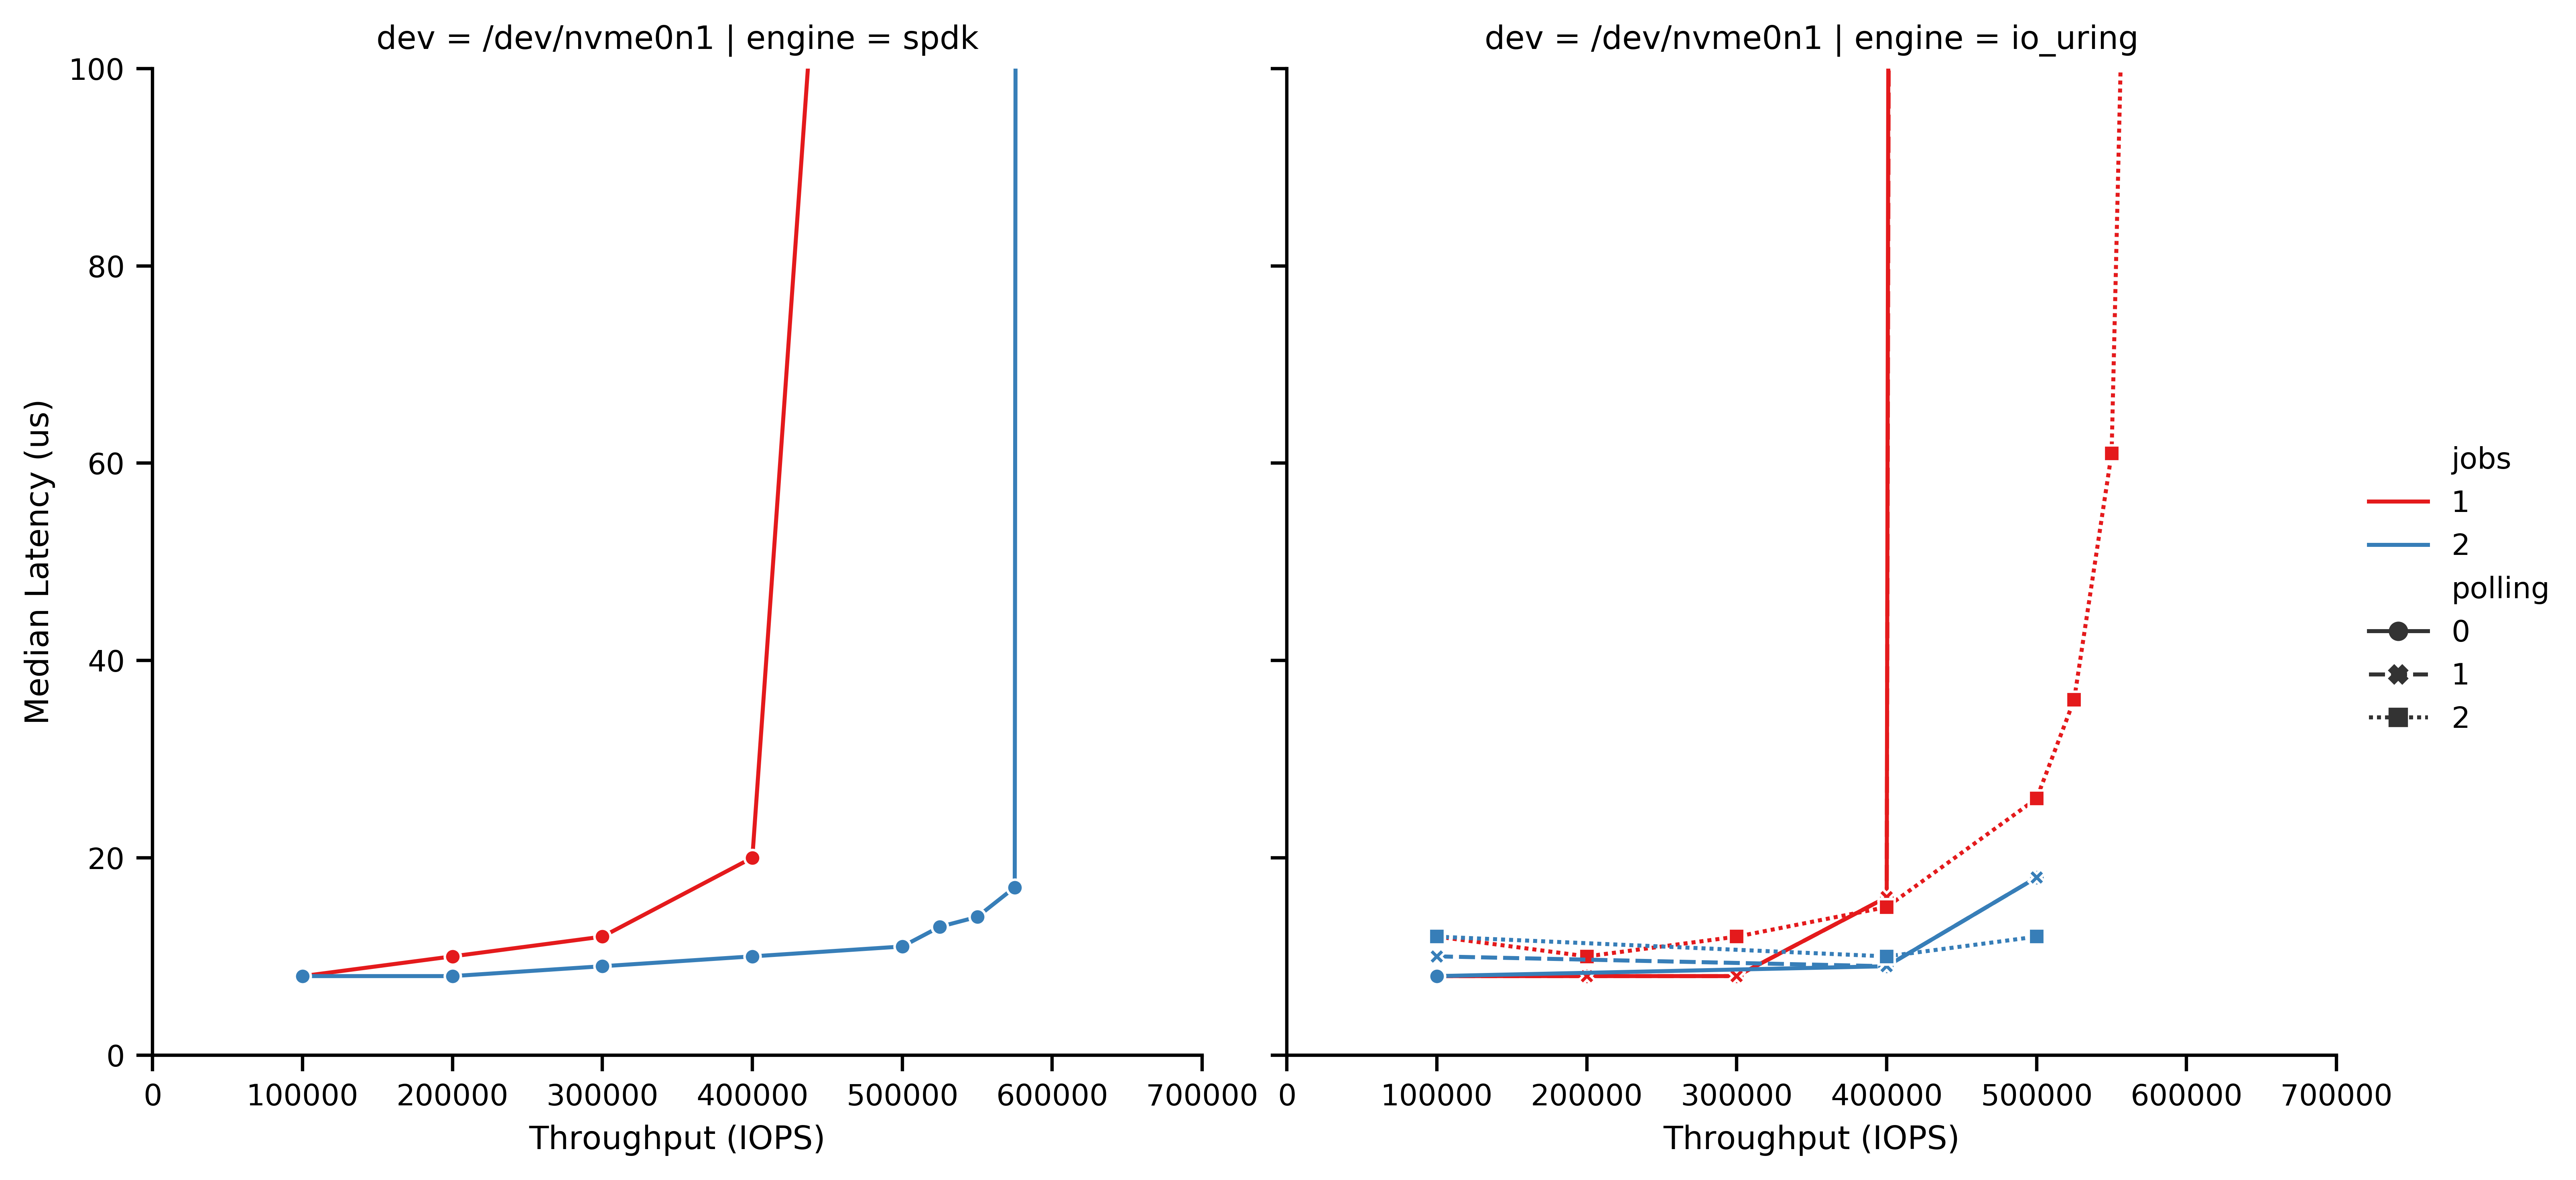 dev = /dev/nvme0n1 | engine = spdk
dev = /dev/nvme0n1 | engine = io_uring
100
80
60
40
20
0
Median Latency (us)
0 100000 200000 300000 400000 500000 600000 700000
0 100000 200000 300000 400000 500000 600000 700000
Throughput (IOPS)
Throughput (IOPS)
jobs
1
2
polling
0
1
2